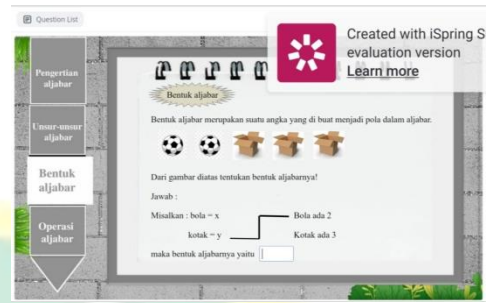 Question List
Created with iSpring S
evaluation version
Learn more
Pengertian
aljabar
Unsur-unsur
aljabar
Bentuk
aljabar
Operasi
aljabar
Bentuk aljabar
Bentuk aljabar merupakan suatu angka yang di buat menjadi pola dalam aljabar.
Dari gambar diatas tentukan bentuk aljabarnya!
Jawab :
Misalkan : bola = x Bola ada 2
kotak = y Kotak ada 3
maka bentuk aljabarnya yaitu